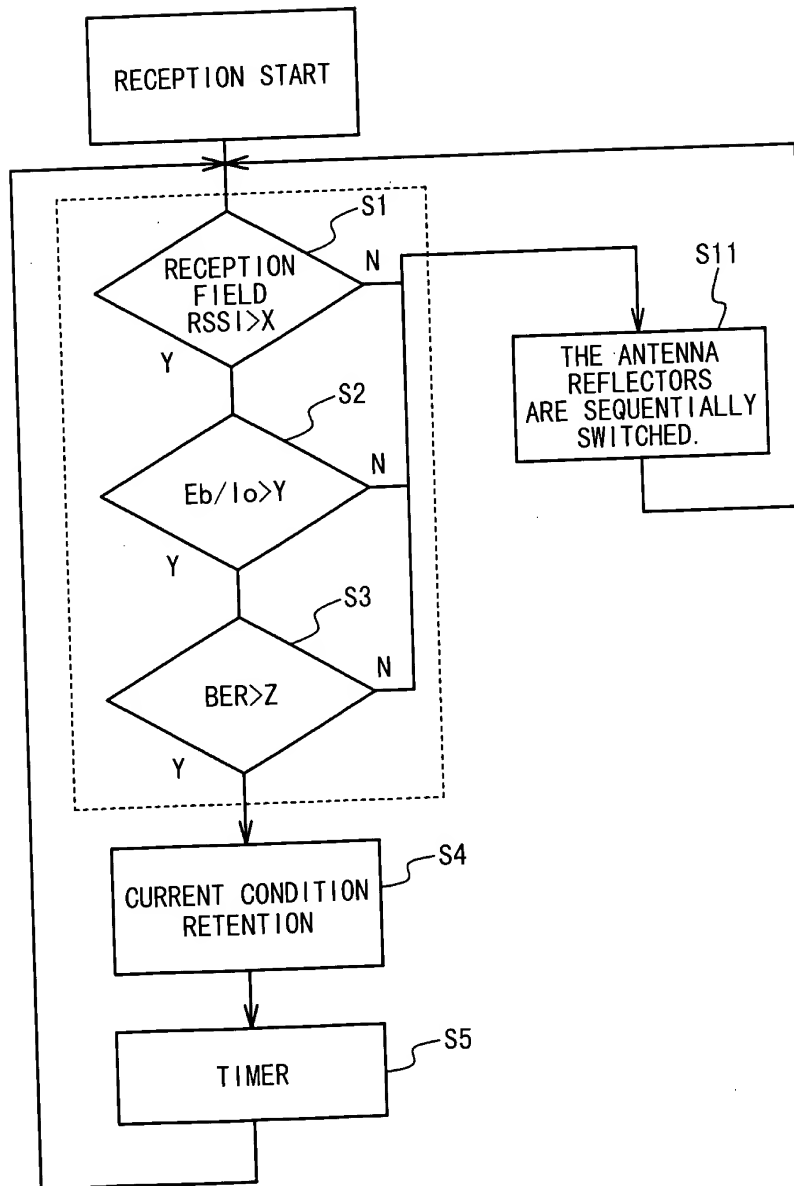 RECEPTION START
S1
RECEPTION
FIELD
RSSI>X
N
Y
S11
THE ANTENNA
REFLECTORS
ARE SEQUENTIALLY
SWITCHED.
S2
Eb/Io>Y
N
Y
S3
BER>Z
N
Y
S4
CURRENT CONDITION
RETENTION
S5
TIMER